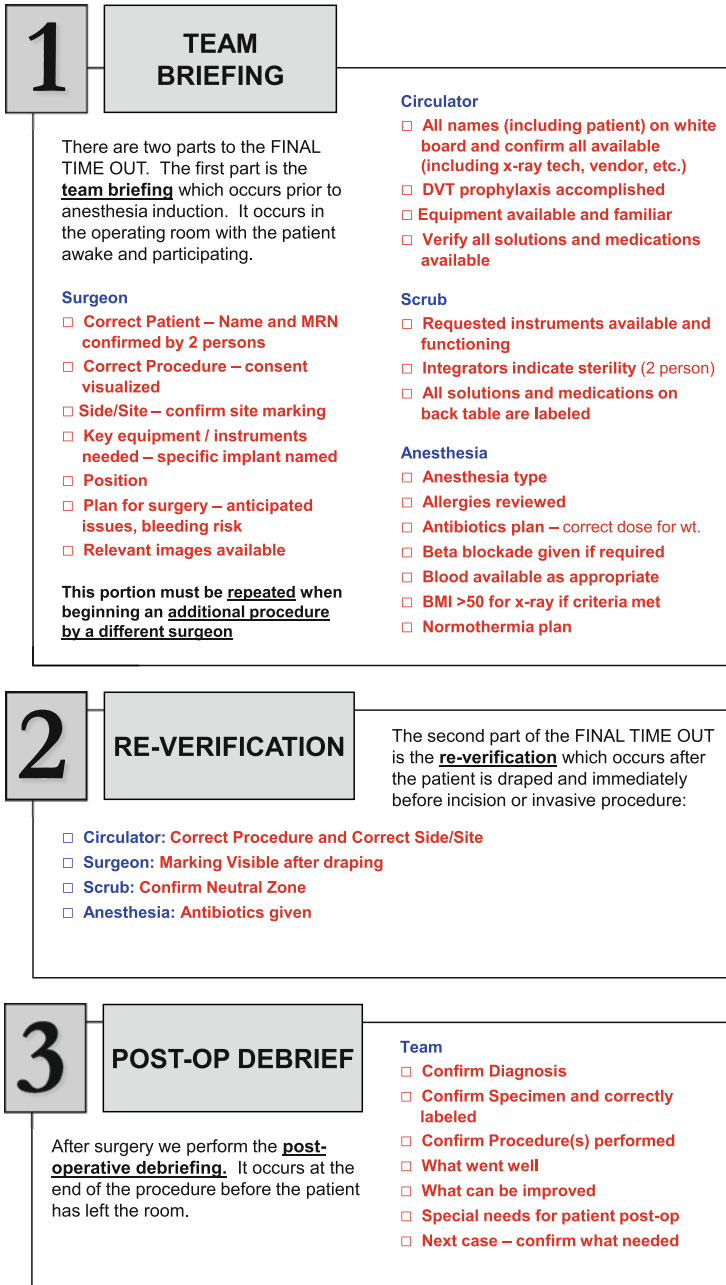 1
TEAM
BRIEFING
There are two parts to the FINAL
TIME OUT. The first part is the
team briefing which occurs prior to
anesthesia induction. It occurs in
the operating room with the patient
awake and participating.
Surgeon
□ Correct Patient – Name and MRN
confirmed by 2 persons
□ Correct Procedure – consent
visualized
□ Side/Site – confirm site marking
□ Key equipment / instruments
needed – specific implant named
□ Position
□ Plan for surgery – anticipated
issues, bleeding risk
□ Relevant images available
This portion must be repeated when
beginning an additional procedure
by a different surgeon
Circulator
□ All names (including patient) on white
board and confirm all available
(including x-ray tech, vendor, etc.)
□ DVT prophylaxis accomplished
□ Equipment available and familiar
□ Verify all solutions and medications
available
Scrub
□ Requested instruments available and
functioning
□ Integrators indicate sterility (2 person)
□ All solutions and medications on
back table are labeled
Anesthesia
□ Anesthesia type
□ Allergies reviewed
□ Antibiotics plan – correct dose for wt.
□ Beta blockade given if required
□ Blood available as appropriate
□ BMI >50 for x-ray if criteria met
□ Normothermia plan
2
RE-VERIFICATION
The second part of the FINAL TIME OUT
is the re-verification which occurs after
the patient is draped and immediately
before incision or invasive procedure:
□ Circulator: Correct Procedure and Correct Side/Site
□ Surgeon: Marking Visible after draping
□ Scrub: Confirm Neutral Zone
□ Anesthesia: Antibiotics given
3
POST-OP DEBRIEF
After surgery we perform the post-
operative debriefing. It occurs at the
end of the procedure before the patient
has left the room.
Team
□ Confirm Diagnosis
□ Confirm Specimen and correctly
labeled
□ Confirm Procedure(s) performed
□ What went well
□ What can be improved
□ Special needs for patient post-op
□ Next case – confirm what needed